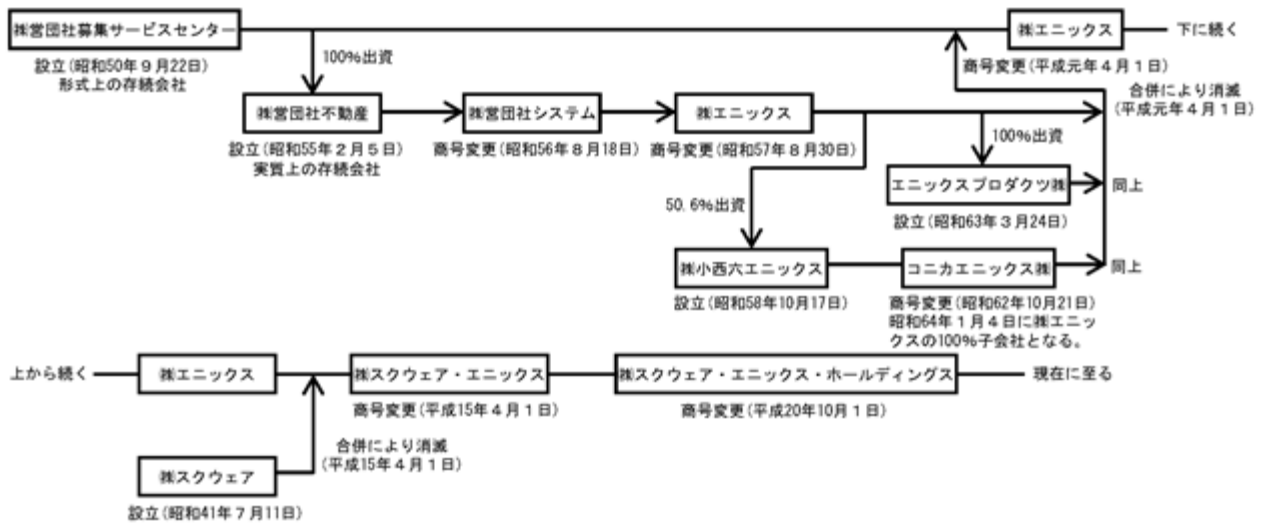 ㈱営団社募集サービスセンター
㈱エニックス
下に続く
設立(昭和50年9月22日)
形式上の存続会社
100%出資
商号変更(平成元年4月1日)
合併により消滅
(平成元年4月1日)
㈱営団社不動産
㈱営団社システム
㈱エニックス
設立(昭和55年2月5日)
実質上の存続会社
商号変更(昭和56年8月18日)
商号変更(昭和57年8月30日)
100%出資
エニックスプロダクツ㈱
同上
設立(昭和63年3月24日)
50.6%出資
㈱小西六エニックス
コニカエニックス㈱
同上
設立(昭和58年10月17日)
商号変更(昭和62年10月21日)
昭和64年1月4日に㈱エニッ
クスの100%子会社となる。
上から続く
㈱エニックス
㈱スクウェア・エニックス
㈱スクウェア・エニックス・ホールディングス
現在に至る
商号変更(平成15年4月1日)
商号変更(平成20年10月1日)
合併により消滅
(平成15年4月1日)
㈱スクウェア
設立(昭和41年7月11日)